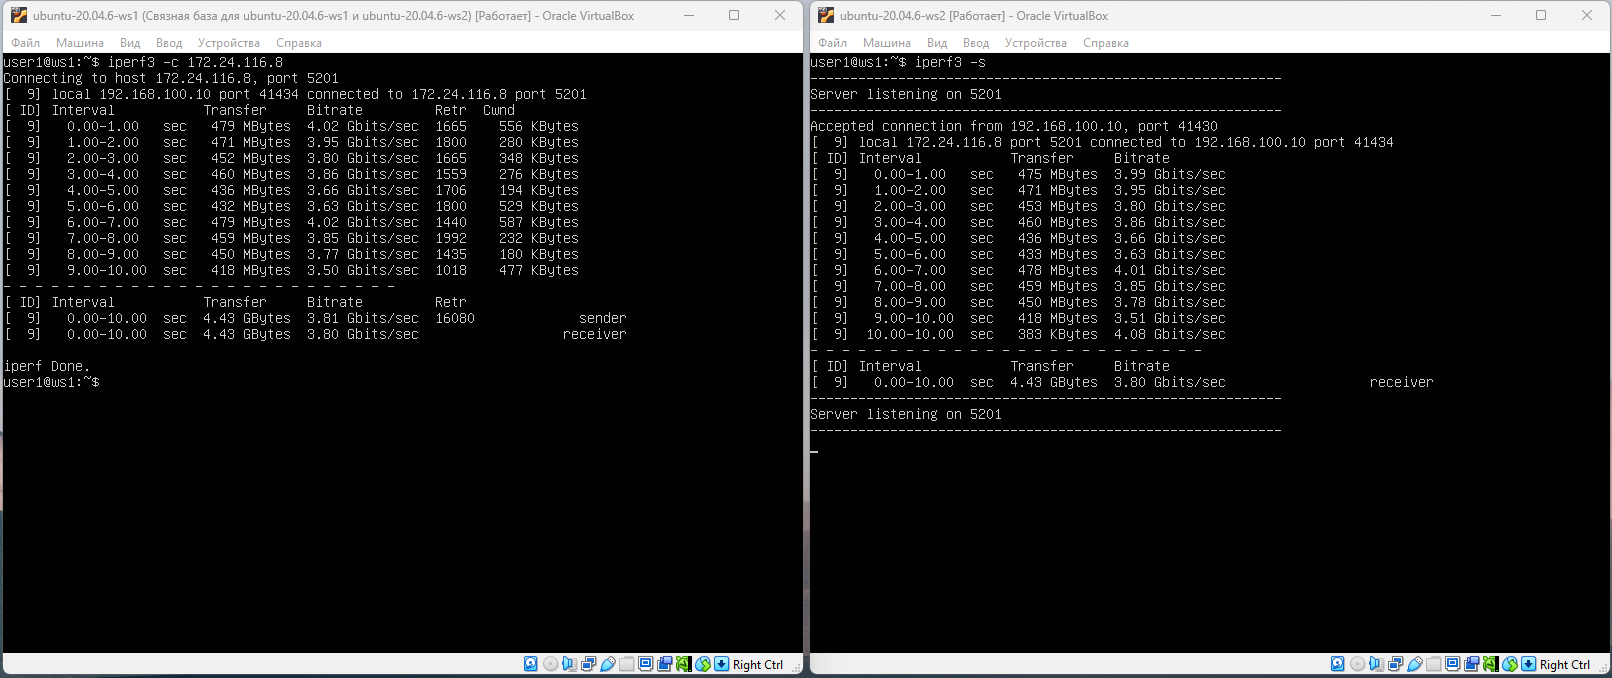 ubuntu-20.04.6-ws1 (Связная база для ubuntu-20.04.6-ws1 и ubuntu-20.04.6-ws2) [Работает] - Oracle VirtualBox
Файл Машина Вид Ввод Устройства Справка
user1@ws1:~$ iperf3 -c 172.24.116.8
Connecting to host 172.24.116.8, port 5201
[  9] local 192.168.100.10 port 41434 connected to 172.24.116.8 port 5201
[ ID] Interval           Transfer     Bitrate         Retr  Cwnd
[  9]   0.00-1.00   sec   479 MBytes  4.02 Gbits/sec  1665    556 KBytes
[  9]   1.00-2.00   sec   471 MBytes  3.95 Gbits/sec  1800    280 KBytes
[  9]   2.00-3.00   sec   452 MBytes  3.80 Gbits/sec  1665    348 KBytes
[  9]   3.00-4.00   sec   460 MBytes  3.86 Gbits/sec  1559    276 KBytes
[  9]   4.00-5.00   sec   436 MBytes  3.66 Gbits/sec  1706    194 KBytes
[  9]   5.00-6.00   sec   432 MBytes  3.63 Gbits/sec  1800    529 KBytes
[  9]   6.00-7.00   sec   479 MBytes  4.02 Gbits/sec  1440    587 KBytes
[  9]   7.00-8.00   sec   459 MBytes  3.85 Gbits/sec  1992    232 KBytes
[  9]   8.00-9.00   sec   450 MBytes  3.77 Gbits/sec  1435    180 KBytes
[  9]   9.00-10.00  sec   418 MBytes  3.50 Gbits/sec  1018    477 KBytes
- - - - - - - - - - - - - - - - - - - - - - - - -
[ ID] Interval           Transfer     Bitrate         Retr
[  9]   0.00-10.00  sec  4.43 GBytes  3.81 Gbits/sec  16080             sender
[  9]   0.00-10.00  sec  4.43 GBytes  3.80 Gbits/sec                  receiver
iperf Done.
user1@ws1:~$
Right Ctrl
ubuntu-20.04.6-ws2 [Работает] - Oracle VirtualBox
Файл Машина Вид Ввод Устройства Справка
user1@ws1:~$ iperf3 -s
-----------------------------------------------------------
Server listening on 5201
-----------------------------------------------------------
Accepted connection from 192.168.100.10, port 41430
[  9] local 172.24.116.8 port 5201 connected to 192.168.100.10 port 41434
[ ID] Interval           Transfer     Bitrate
[  9]   0.00-1.00   sec   475 MBytes  3.99 Gbits/sec
[  9]   1.00-2.00   sec   471 MBytes  3.95 Gbits/sec
[  9]   2.00-3.00   sec   453 MBytes  3.80 Gbits/sec
[  9]   3.00-4.00   sec   460 MBytes  3.86 Gbits/sec
[  9]   4.00-5.00   sec   436 MBytes  3.66 Gbits/sec
[  9]   5.00-6.00   sec   433 MBytes  3.63 Gbits/sec
[  9]   6.00-7.00   sec   478 MBytes  4.01 Gbits/sec
[  9]   7.00-8.00   sec   459 MBytes  3.85 Gbits/sec
[  9]   8.00-9.00   sec   450 MBytes  3.78 Gbits/sec
[  9]   9.00-10.00  sec   418 MBytes  3.51 Gbits/sec
[  9]  10.00-10.00  sec   383 KBytes  4.08 Gbits/sec
- - - - - - - - - - - - - - - - - - - - - - - - -
[ ID] Interval           Transfer     Bitrate
[  9]   0.00-10.00  sec  4.43 GBytes  3.80 Gbits/sec                  receiver
-----------------------------------------------------------
Server listening on 5201
-----------------------------------------------------------
Right Ctrl